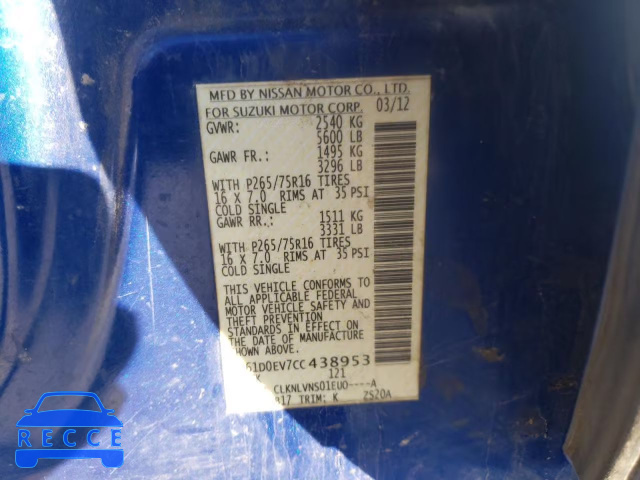 MFD BY NISSAN MOTOR CO., LTD.
FOR SUZUKI MOTOR CORP. 03/12
GVWR: 2540 KG
5600 LB
GAWR FR.: 1495 KG
3296 LB
WITH P265/75R16 TIRES
16 X 7.0 RIMS AT 35 PSI
COLD SINGLE
GAWR RR.: 1511 KG
3331 LB
WITH P265/75R16 TIRES
16 X 7.0 RIMS AT 35 PSI
COLD SINGLE
THIS VEHICLE CONFORMS TO
ALL APPLICABLE FEDERAL
MOTOR VEHICLE SAFETY AND
THEFT PREVENTION
STANDARDS IN EFFECT ON
THE DATE OF MANUFACTURE
SHOWN ABOVE
1D0EV7CC438953
121
CLKNLVNS01EUO----A
17 TRIM: K ZS20A
RECCE